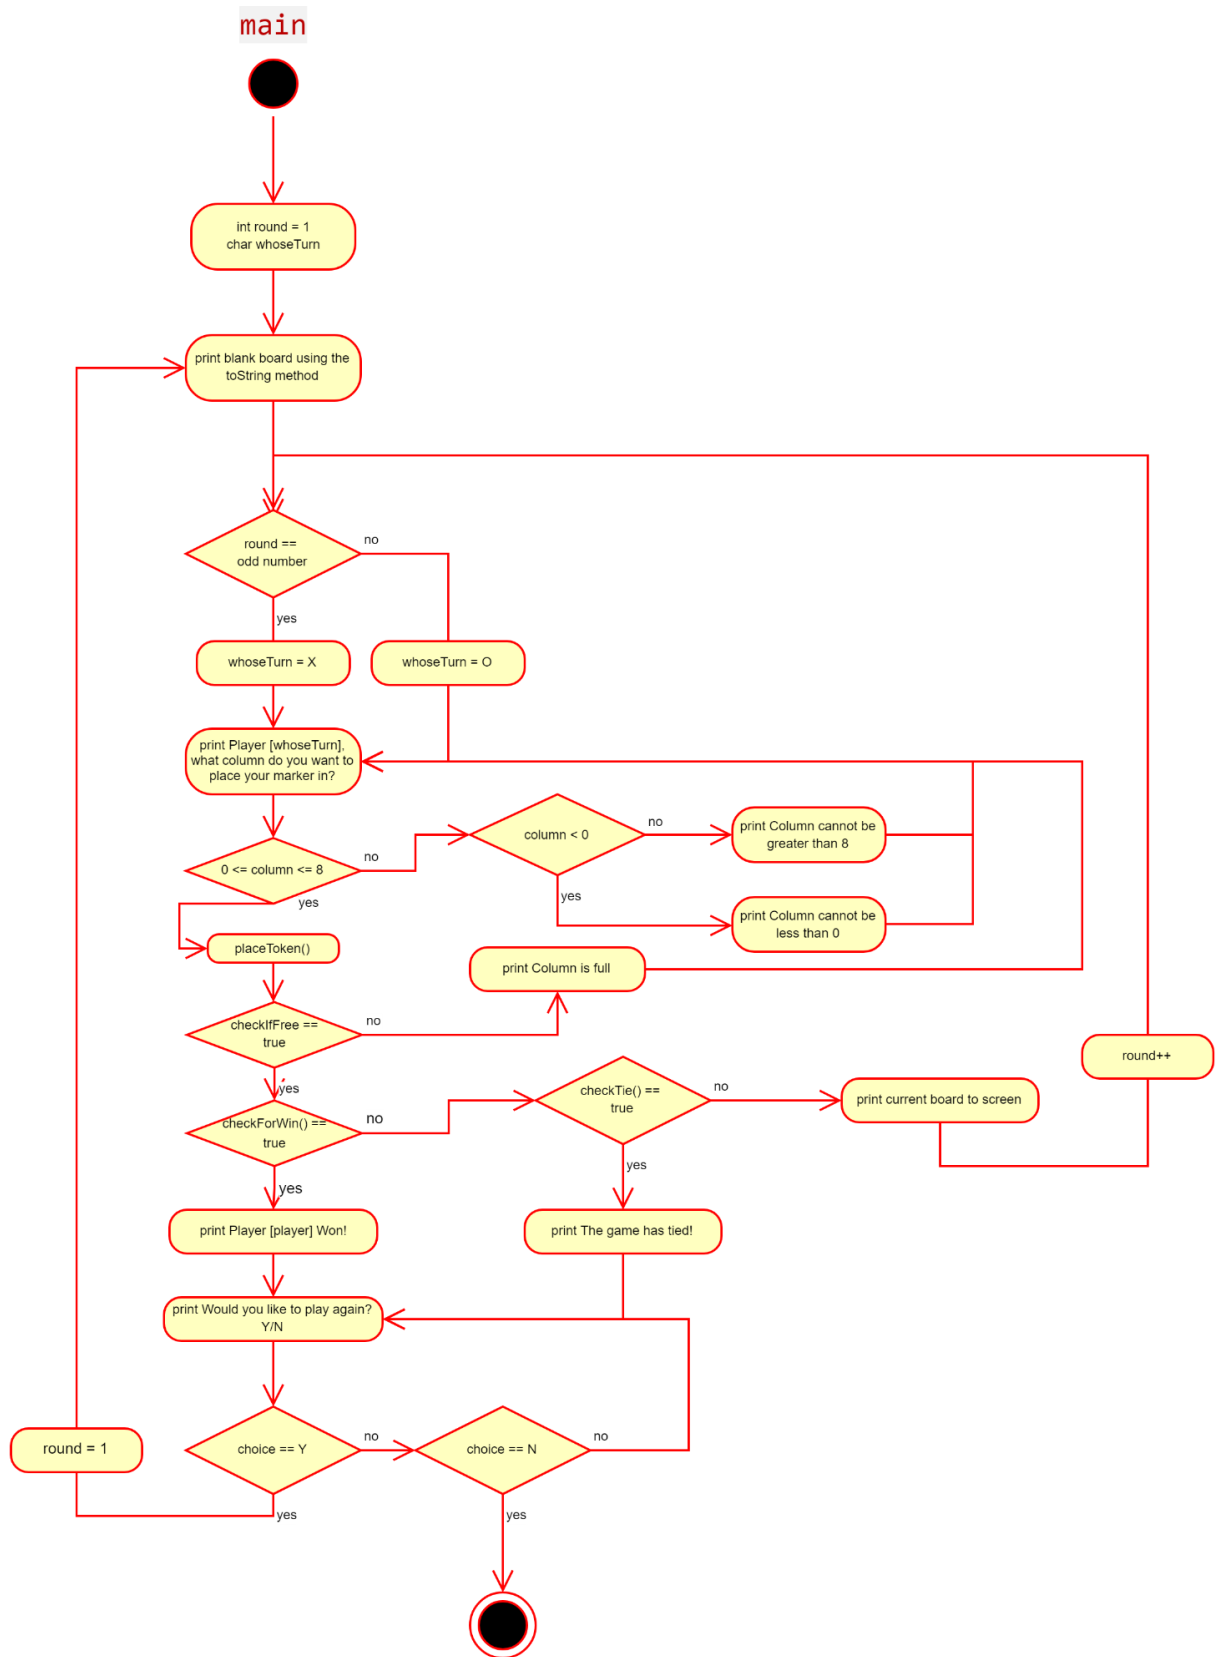 main
int round = 1
char whoseTurn
print blank board using the
toString method
round ==
odd number
no
yes
whoseTurn = X
whoseTurn = O
print Player [whoseTurn],
what column do you want to
place your marker in?
0 <= column <= 8
no
yes
column < 0
no
yes
print Column cannot be
greater than 8
print Column cannot be
less than 0
placeToken()
print Column is full
checkIfFree ==
true
no
yes
checkForWin() ==
true
no
yes
checkTie() ==
true
no
yes
print current board to screen
round++
print Player [player] Won!
print The game has tied!
print Would you like to play again?
Y/N
round = 1
choice == Y
no
yes
choice == N
no
yes